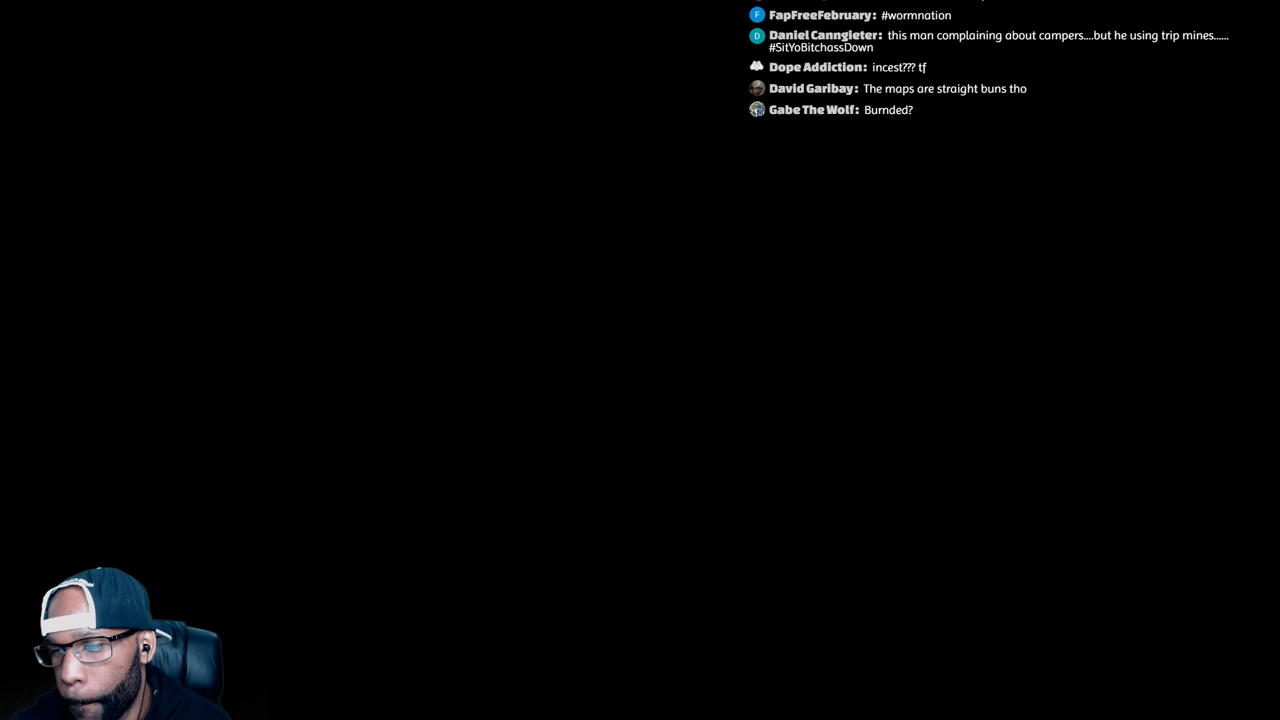 FapFreeFebruary: #wormnation
Daniel Canngieter: this man complaining about campers....but he using trip mines......
#SitYoBitchassDown
Dope Addiction: incest??? tf
David Garibay: The maps are straight buns tho
Gabe The Wolf: Burnded?